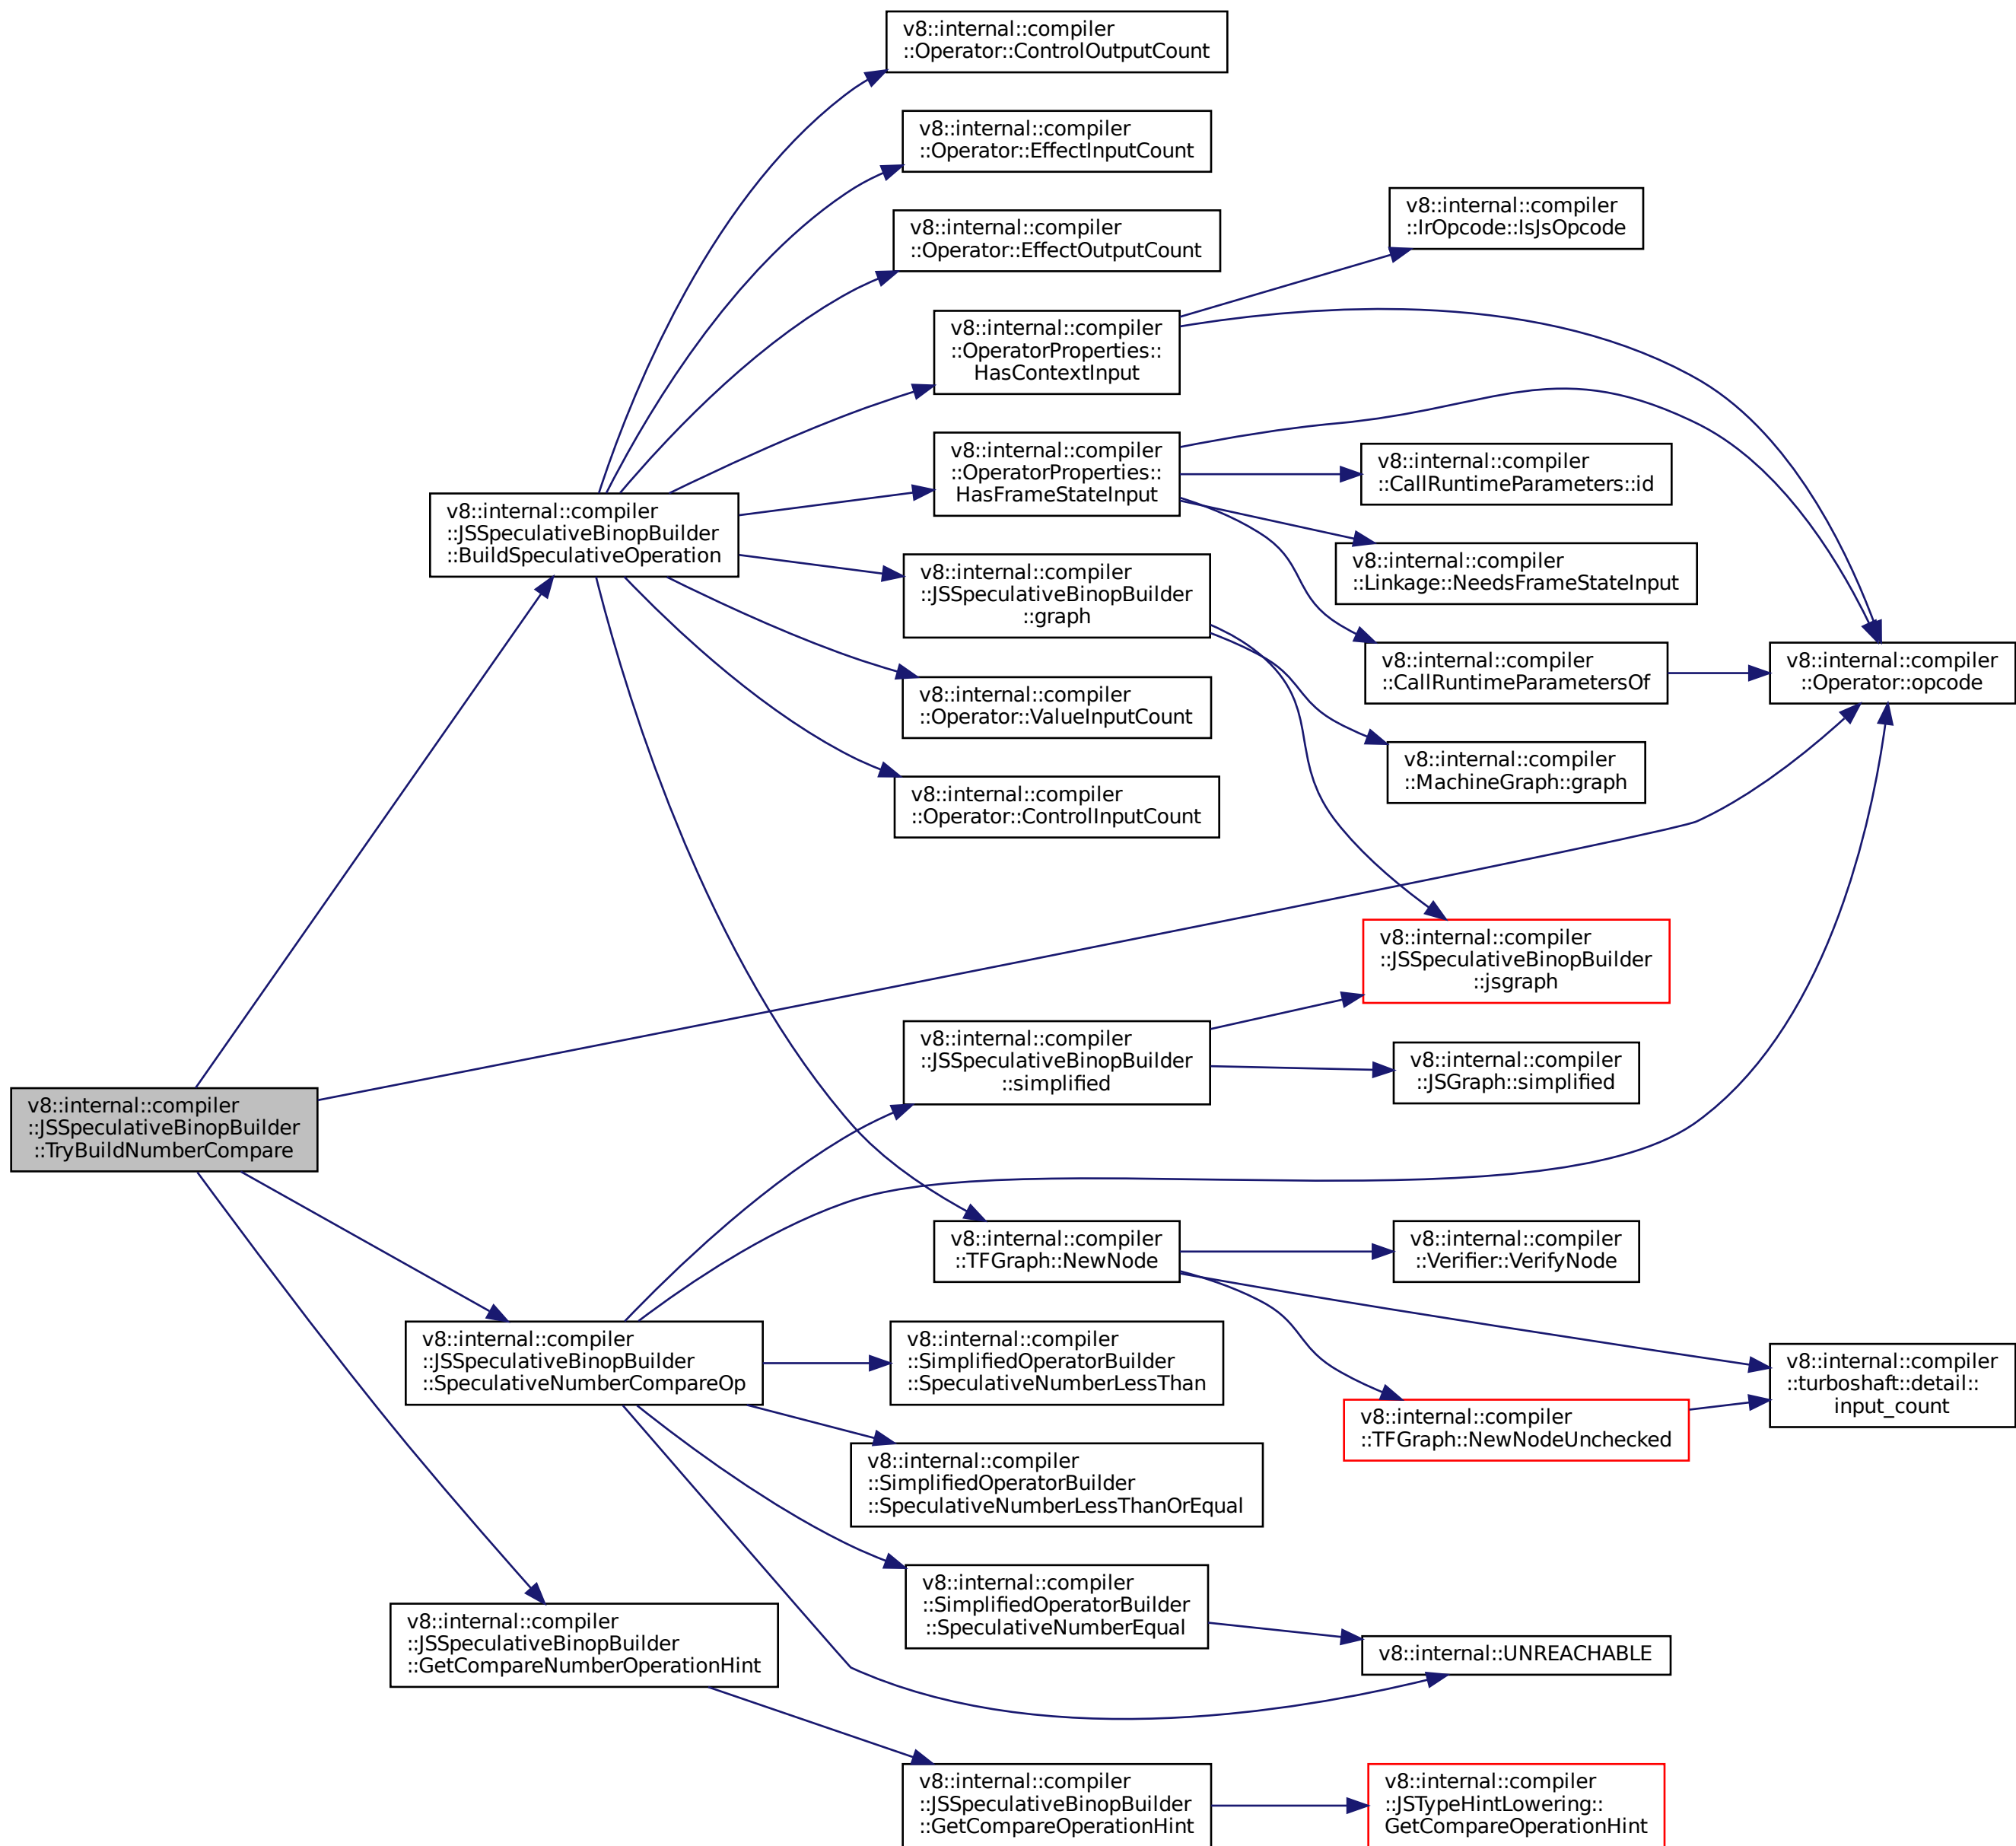 v8::internal::compiler
::Operator::ControlOutputCount
v8::internal::compiler
::Operator::EffectInputCount
v8::internal::compiler
::Operator::EffectOutputCount
v8::internal::compiler
::IrOpcode::IsJsOpcode
v8::internal::compiler
::OperatorProperties::
HasContextInput
v8::internal::compiler
::OperatorProperties::
HasFrameStateInput
v8::internal::compiler
::CallRuntimeParameters::id
v8::internal::compiler
::JSSpeculativeBinopBuilder
::BuildSpeculativeOperation
v8::internal::compiler
::Linkage::NeedsFrameStateInput
v8::internal::compiler
::JSSpeculativeBinopBuilder
::graph
v8::internal::compiler
::CallRuntimeParametersOf
v8::internal::compiler
::Operator::opcode
v8::internal::compiler
::Operator::ValueInputCount
v8::internal::compiler
::MachineGraph::graph
v8::internal::compiler
::Operator::ControlInputCount
v8::internal::compiler
::JSSpeculativeBinopBuilder
::jsgraph
v8::internal::compiler
::JSSpeculativeBinopBuilder
::simplified
v8::internal::compiler
::JSGraph::simplified
v8::internal::compiler
::JSSpeculativeBinopBuilder
::TryBuildNumberCompare
v8::internal::compiler
::TFGraph::NewNode
v8::internal::compiler
::Verifier::VerifyNode
v8::internal::compiler
::JSSpeculativeBinopBuilder
::SpeculativeNumberCompareOp
v8::internal::compiler
::SimplifiedOperatorBuilder
::SpeculativeNumberLessThan
v8::internal::compiler
::turboshaft::detail::
input_count
v8::internal::compiler
::TFGraph::NewNodeUnchecked
v8::internal::compiler
::SimplifiedOperatorBuilder
::SpeculativeNumberLessThanOrEqual
v8::internal::compiler
::SimplifiedOperatorBuilder
::SpeculativeNumberEqual
v8::internal::UNREACHABLE
v8::internal::compiler
::JSSpeculativeBinopBuilder
::GetCompareNumberOperationHint
v8::internal::compiler
::JSSpeculativeBinopBuilder
::GetCompareOperationHint
v8::internal::compiler
::JSTypeHintLowering::
GetCompareOperationHint